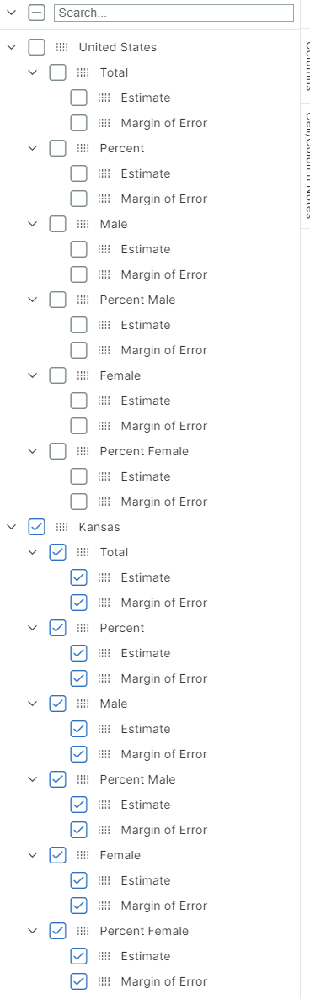 Search...
United States
Total
Estimate
Margin of Error
Percent
Estimate
Margin of Error
Male
Estimate
Margin of Error
Percent Male
Estimate
Margin of Error
Female
Estimate
Margin of Error
Percent Female
Estimate
Margin of Error
Kansas
Total
Estimate
Margin of Error
Percent
Estimate
Margin of Error
Male
Estimate
Margin of Error
Percent Male
Estimate
Margin of Error
Female
Estimate
Margin of Error
Percent Female
Estimate
Margin of Error
Columns
Cell/Column Notes